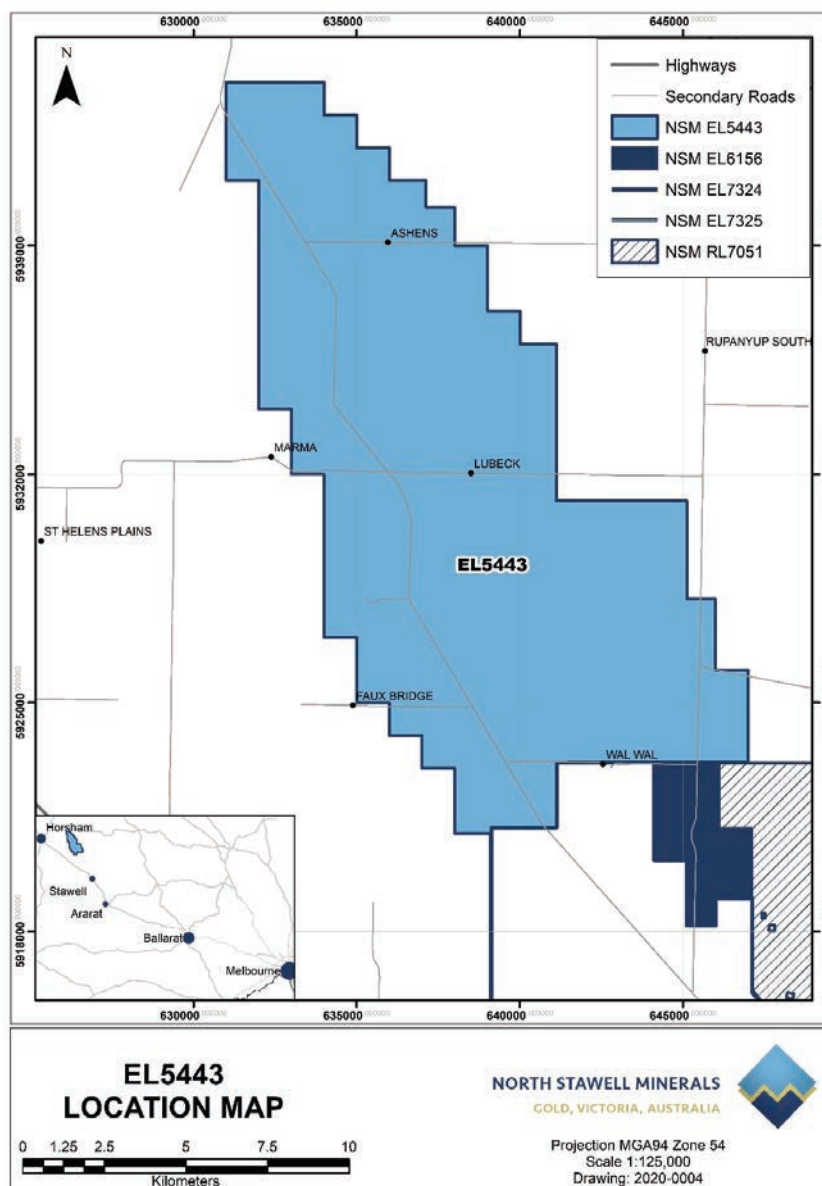 630000
635000
640000
645000
N
Highways
Secondary Roads
NSM EL5443
NSM EL6156
NSM EL7324
NSM EL7325
NSM RL7051
5939000
ASHENS
RUPANYUP SOUTH
MARMA
LUBECK
5932000
ST HELENS PLAINS
EL5443
5925000
FAUX BRIDGE
WAL WAL
Horsham
Stawell
Ararat
Ballarat
Melbourne
5918000
630000
635000
640000
645000
EL5443
LOCATION MAP
0 1.25 2.5 5 7.5 10
Kilometers
NORTH STAWELL MINERALS
GOLD, VICTORIA, AUSTRALIA
Projection MGA94 Zone 54
Scale 1:125,000
Drawing: 2020-0004